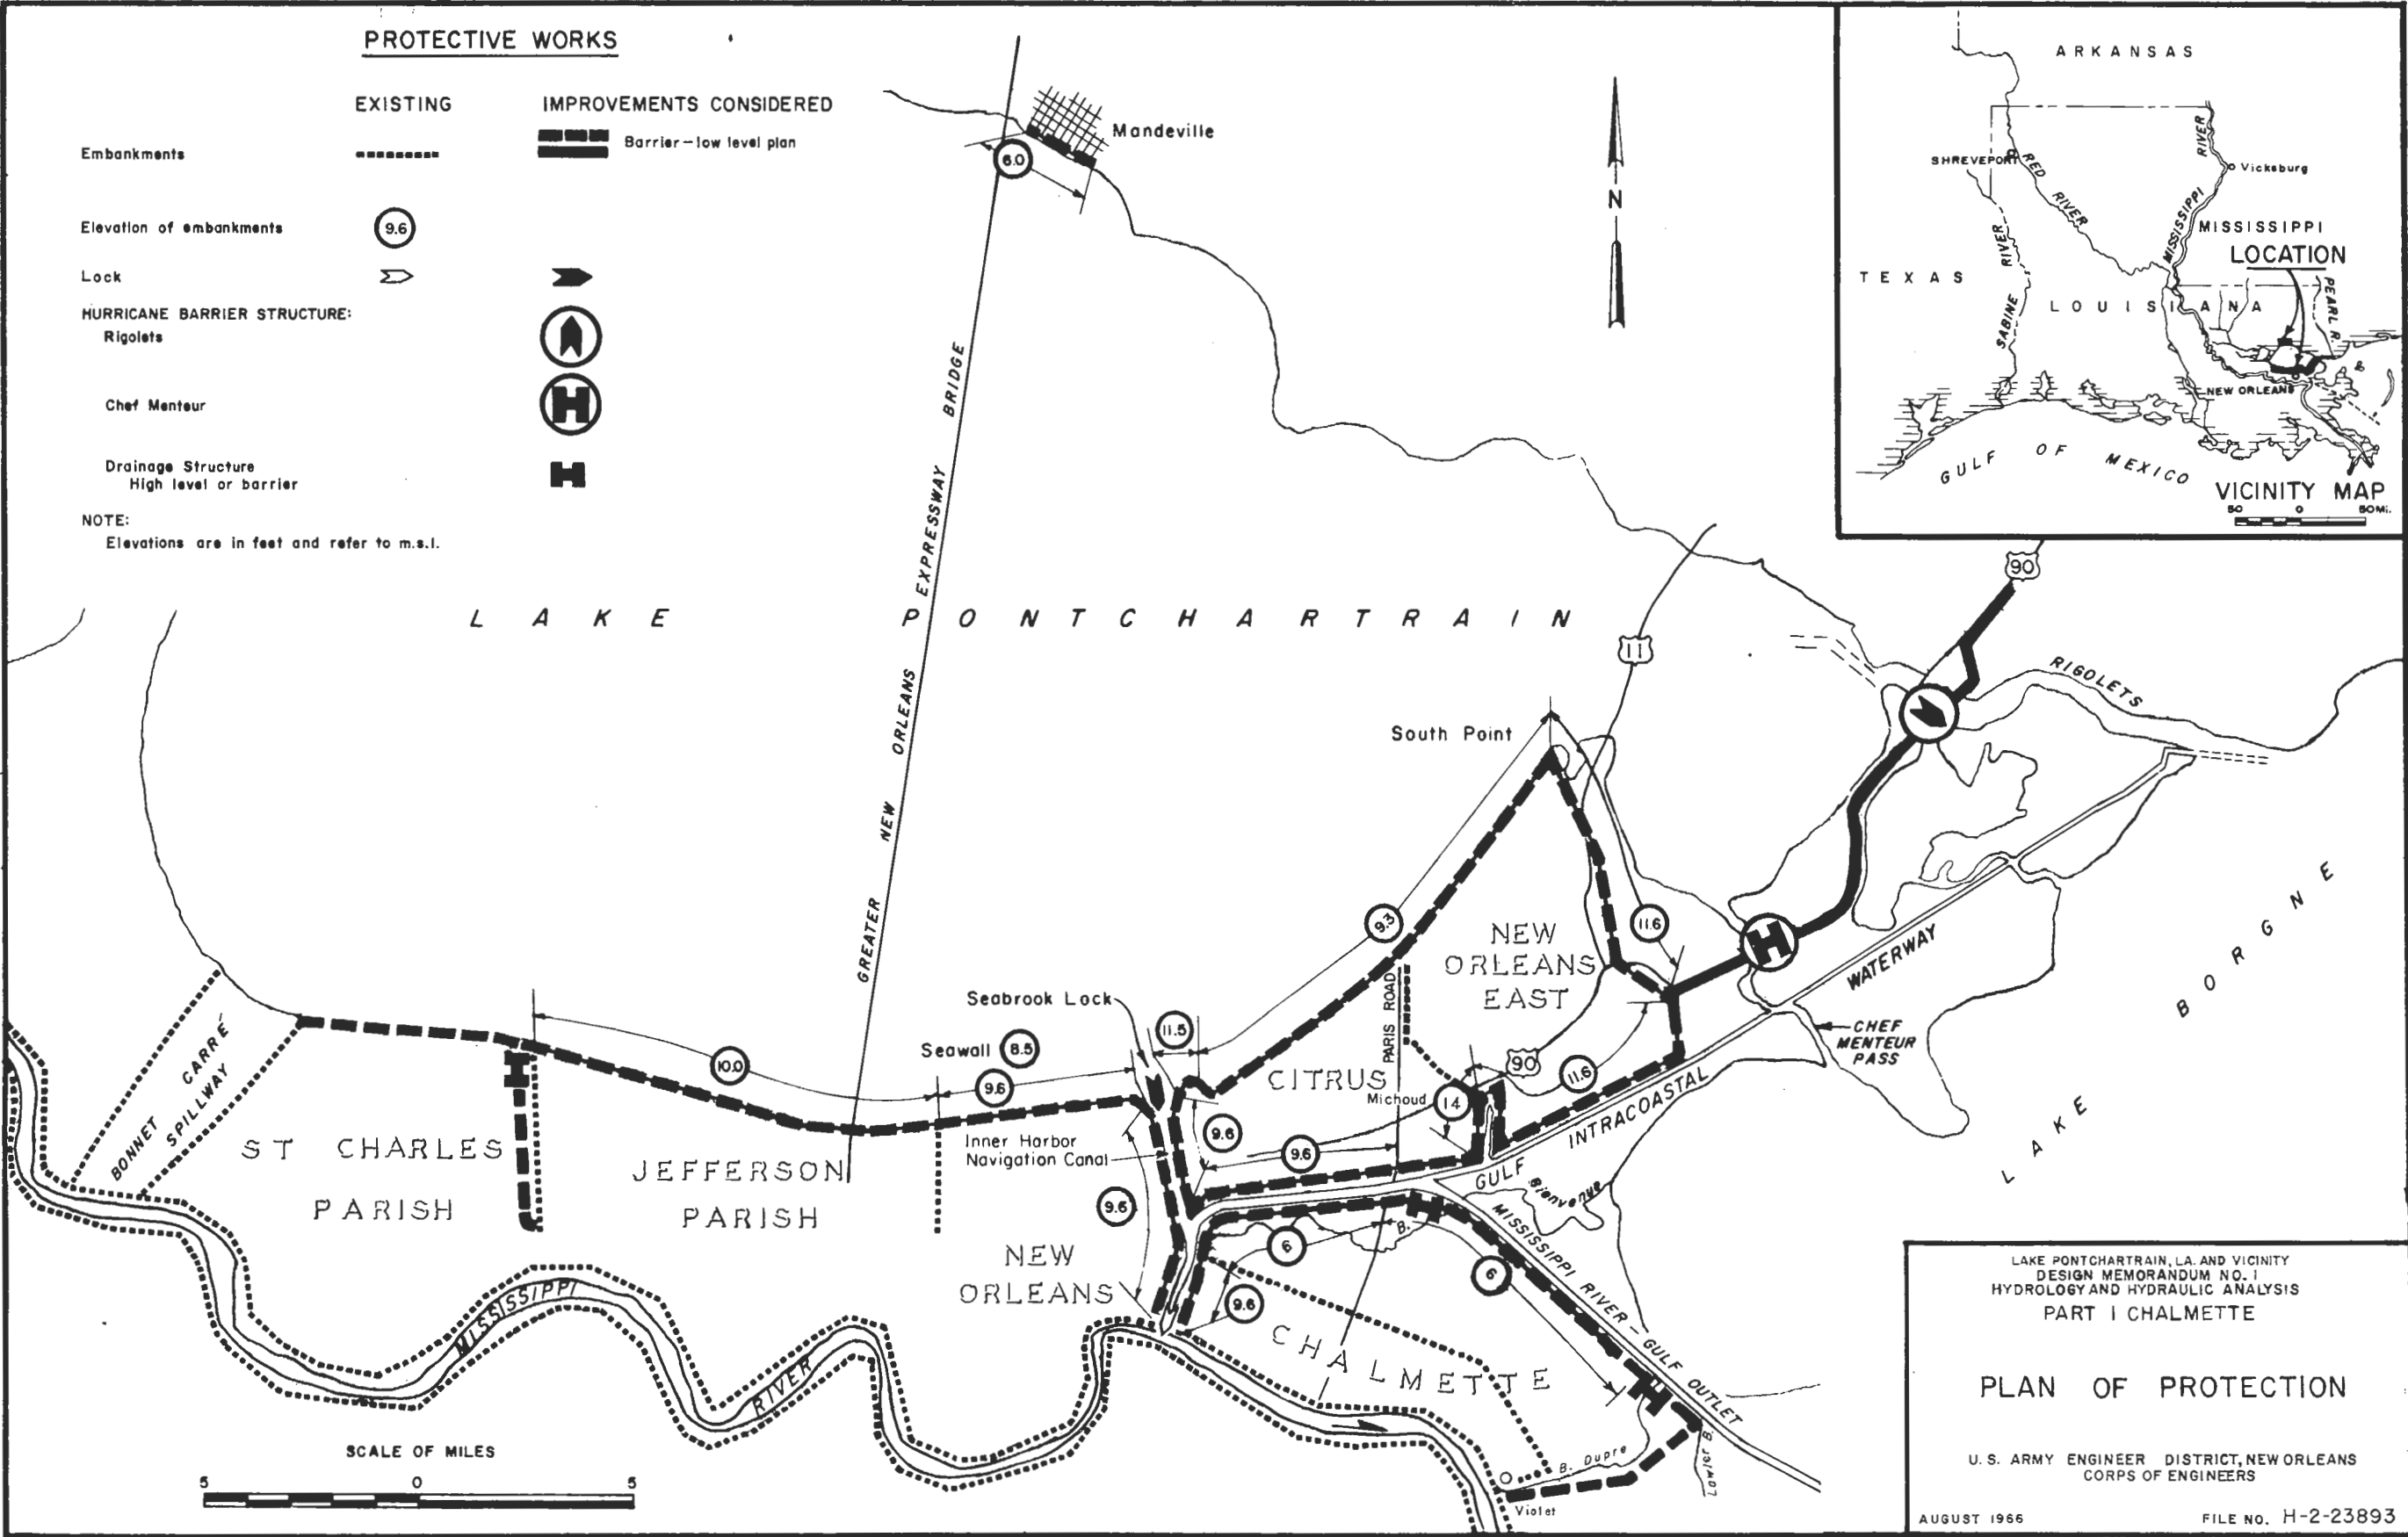 PROTECTIVE WORKS
EXISTING
IMPROVEMENTS CONSIDERED
Embankments
Barrier-low level plan
Elevation of embankments
9.6
Lock
HURRICANE BARRIER STRUCTURE:
Rigolets
Chef Menteur
Drainage Structure
High level or barrier
NOTE:
Elevations are in feet and refer to m.s.l.
Mandeville
6.0
N
ARKANSAS
SHREVEPORT
RED RIVER
RIVER
Vicksburg
MISSISSIPPI
MISSISSIPPI
LOCATION
TEXAS
SABINE RIVER
LOUISIANA
PEARL R.
NEW ORLEANS
GULF OF MEXICO
VICINITY MAP
50 0 50 Mi.
90
LAKE PONTCHARTRAIN
GREATER NEW ORLEANS EXPRESSWAY BRIDGE
11
RIGOLETS
South Point
9.3
11.6
NEW
ORLEANS
EAST
WATERWAY
LAKE BORGNE
CHEF
MENTEUR
PASS
Seabrook Lock
11.5
Seawall 8.5
9.6
10.0
PARIS ROAD
CITRUS
90
Michoud
14
11.6
GULF INTRACOASTAL
BONNET CARRÉ
SPILLWAY
ST CHARLES
PARISH
JEFFERSON
PARISH
Inner Harbor
Navigation Canal
9.6
9.6
9.6
Bienvenue
B.
6
6
9.6
NEW
ORLEANS
MISSISSIPPI RIVER-GULF OUTLET
CHALMETTE
MISSISSIPPI
RIVER
B. Dupre
Violet
SCALE OF MILES
5 0 5
LAKE PONTCHARTRAIN, LA. AND VICINITY
DESIGN MEMORANDUM NO. 1
HYDROLOGY AND HYDRAULIC ANALYSIS
PART I CHALMETTE
PLAN OF PROTECTION
U. S. ARMY ENGINEER DISTRICT, NEW ORLEANS
CORPS OF ENGINEERS
AUGUST 1966
FILE NO. H-2-23893